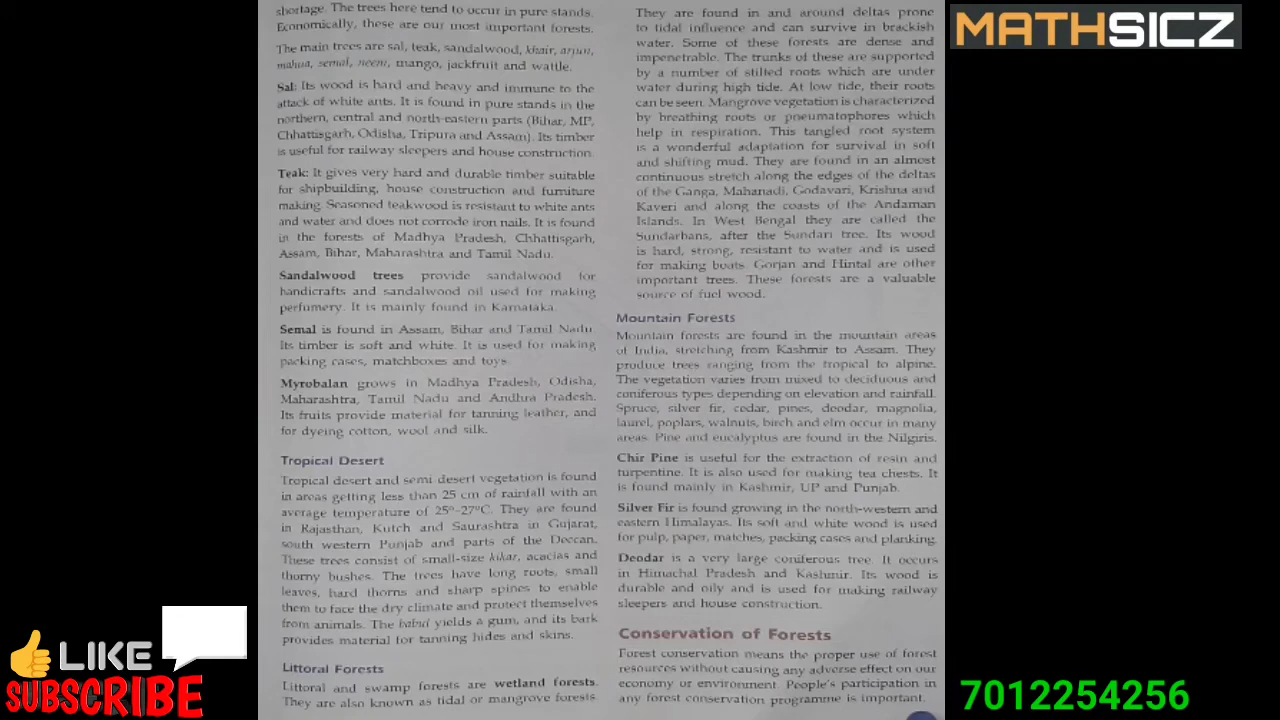 shortage. The trees here tend to occur in pure stands.
Economically, these are our most important forests.
The main trees are sal, teak, sandalwood, khair, arjun,
mahua, semal, neem, mango, jackfruit and wattle.
Sal: Its wood is hard and heavy and immune to the
attack of white ants. It is found in pure stands in the
northern, central and north-eastern parts (Bihar, MP,
Chhattisgarh, Odisha, Tripura and Assam). Its timber
is useful for railway sleepers and house construction.
Teak: It gives very hard and durable timber suitable
for shipbuilding, house construction and furniture
making. Seasoned teakwood is resistant to white ants
and water and does not corrode iron nails. It is found
in the forests of Madhya Pradesh, Chhattisgarh,
Assam, Bihar, Maharashtra and Tamil Nadu.
Sandalwood trees provide sandalwood for
handicrafts and sandalwood oil used for making
perfumery. It is mainly found in Karnataka.
Semal is found in Assam, Bihar and Tamil Nadu.
Its timber is soft and white. It is used for making
packing cases, matchboxes and toys.
Myrobalan grows in Madhya Pradesh, Odisha,
Maharashtra, Tamil Nadu and Andhra Pradesh.
Its fruits provide material for tanning leather, and
for dyeing cotton, wool and silk.
Tropical Desert
Tropical desert and semi desert vegetation is found
in areas getting less than 25 cm of rainfall with an
average temperature of 25°–27°C. They are found
in Rajasthan, Kutch and Saurashtra in Gujarat,
south western Punjab and parts of the Deccan.
These trees consist of small-size kikar, acacias and
thorny bushes. The trees have long roots, small
leaves, hard thorns and sharp spines to enable
them to face the dry climate and protect themselves
from animals. The babul yields a gum, and its bark
provides material for tanning hides and skins.
Littoral Forests
Littoral and swamp forests are wetland forests.
They are also known as tidal or mangrove forests.
They are found in and around deltas prone
to tidal influence and can survive in brackish
water. Some of these forests are dense and
impenetrable. The trunks of these are supported
by a number of stilted roots which are under
water during high tide. At low tide, their roots
can be seen. Mangrove vegetation is characterized
by breathing roots or pneumatophores which
help in respiration. This tangled root system
is a wonderful adaptation for survival in soft
and shifting mud. They are found in an almost
continuous stretch along the edges of the deltas
of the Ganga, Mahanadi, Godavari, Krishna and
Kaveri and along the coasts of the Andaman
Islands. In West Bengal they are called the
Sundarbans, after the Sundari tree. Its wood
is hard, strong, resistant to water and is used
for making boats. Gorjan and Hintal are other
important trees. These forests are a valuable
source of fuel wood.
Mountain Forests
Mountain forests are found in the mountain areas
of India, stretching from Kashmir to Assam. They
produce trees ranging from the tropical to alpine.
The vegetation varies from mixed to deciduous and
coniferous types depending on elevation and rainfall.
Spruce, silver fir, cedar, pines, deodar, magnolia,
laurel, poplars, walnuts, birch and elm occur in many
areas. Pine and eucalyptus are found in the Nilgiris.
Chir Pine is useful for the extraction of resin and
turpentine. It is also used for making tea chests. It
is found mainly in Kashmir, UP and Punjab.
Silver Fir is found growing in the north-western and
eastern Himalayas. Its soft and white wood is used
for pulp, paper, matches, packing cases and planking.
Deodar is a very large coniferous tree. It occurs
in Himachal Pradesh and Kashmir. Its wood is
durable and oily and is used for making railway
sleepers and house construction.
Conservation of Forests
Forest conservation means the proper use of forest
resources without causing any adverse effect on our
economy or environment. People's participation in
any forest conservation programme is important.
MATHSICZ
LIKE
SUBSCRIBE
7012254256